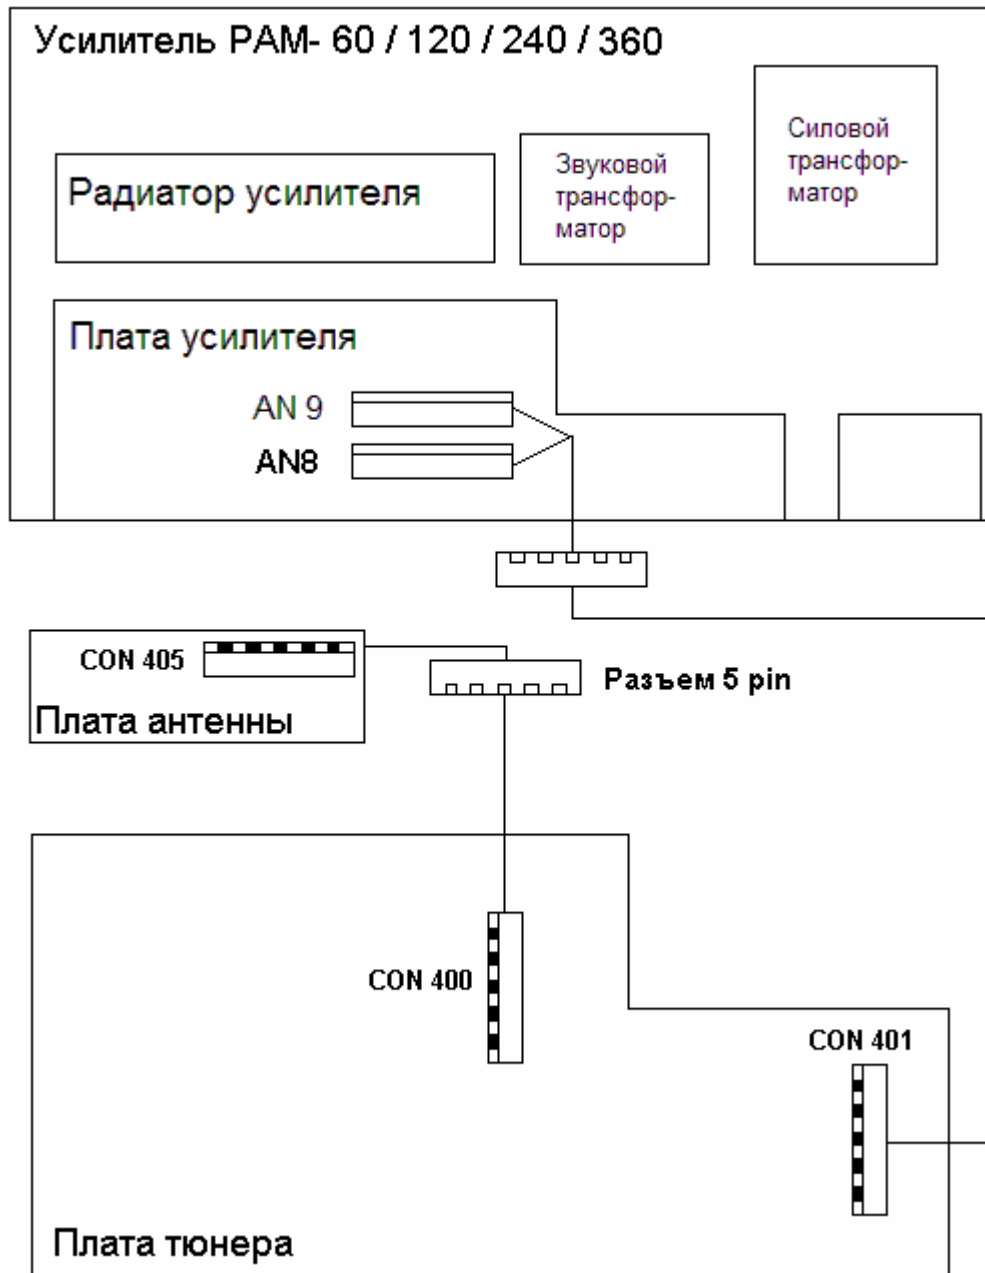 Усилитель PAM- 60 / 120 / 240 / 360
Силовой
трансфор-
матор
Звуковой
трансфор-
матор
Радиатор усилителя
Плата усилителя
AN 9
AN8
CON 405
Разъем 5 pin
Плата антенны
CON 400
CON 401
Плата тюнера